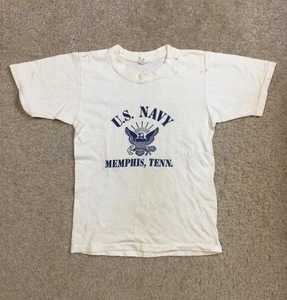 U.S. NAVY
MEMPHIS, TENN.